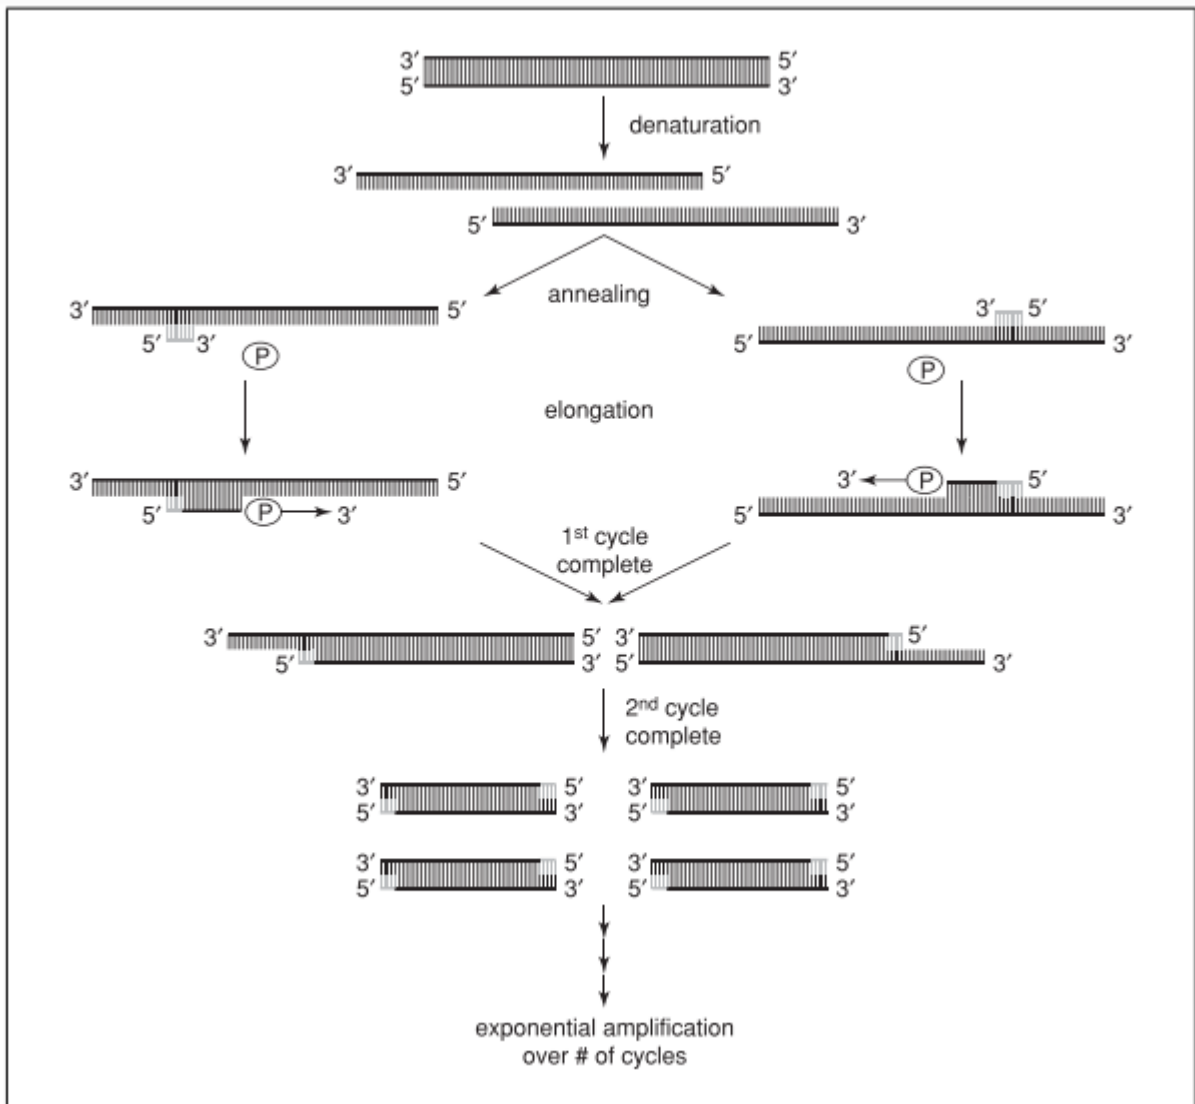 3′ 5′
5′ 3′
denaturation
3′ 5′
5′ 3′
annealing
3′ 5′
5′ 3′
P
3′ 5′
5′ 3′
P
elongation
3′ 5′
5′ P 3′
3′ P 5′
5′ 3′
1st cycle
complete
3′ 5′ 3′ 5′
5′ 3′ 5′ 3′
2nd cycle
complete
3′ 5′ 3′ 5′
5′ 3′ 5′ 3′
3′ 5′ 3′ 5′
5′ 3′ 5′ 3′
exponential amplification
over # of cycles